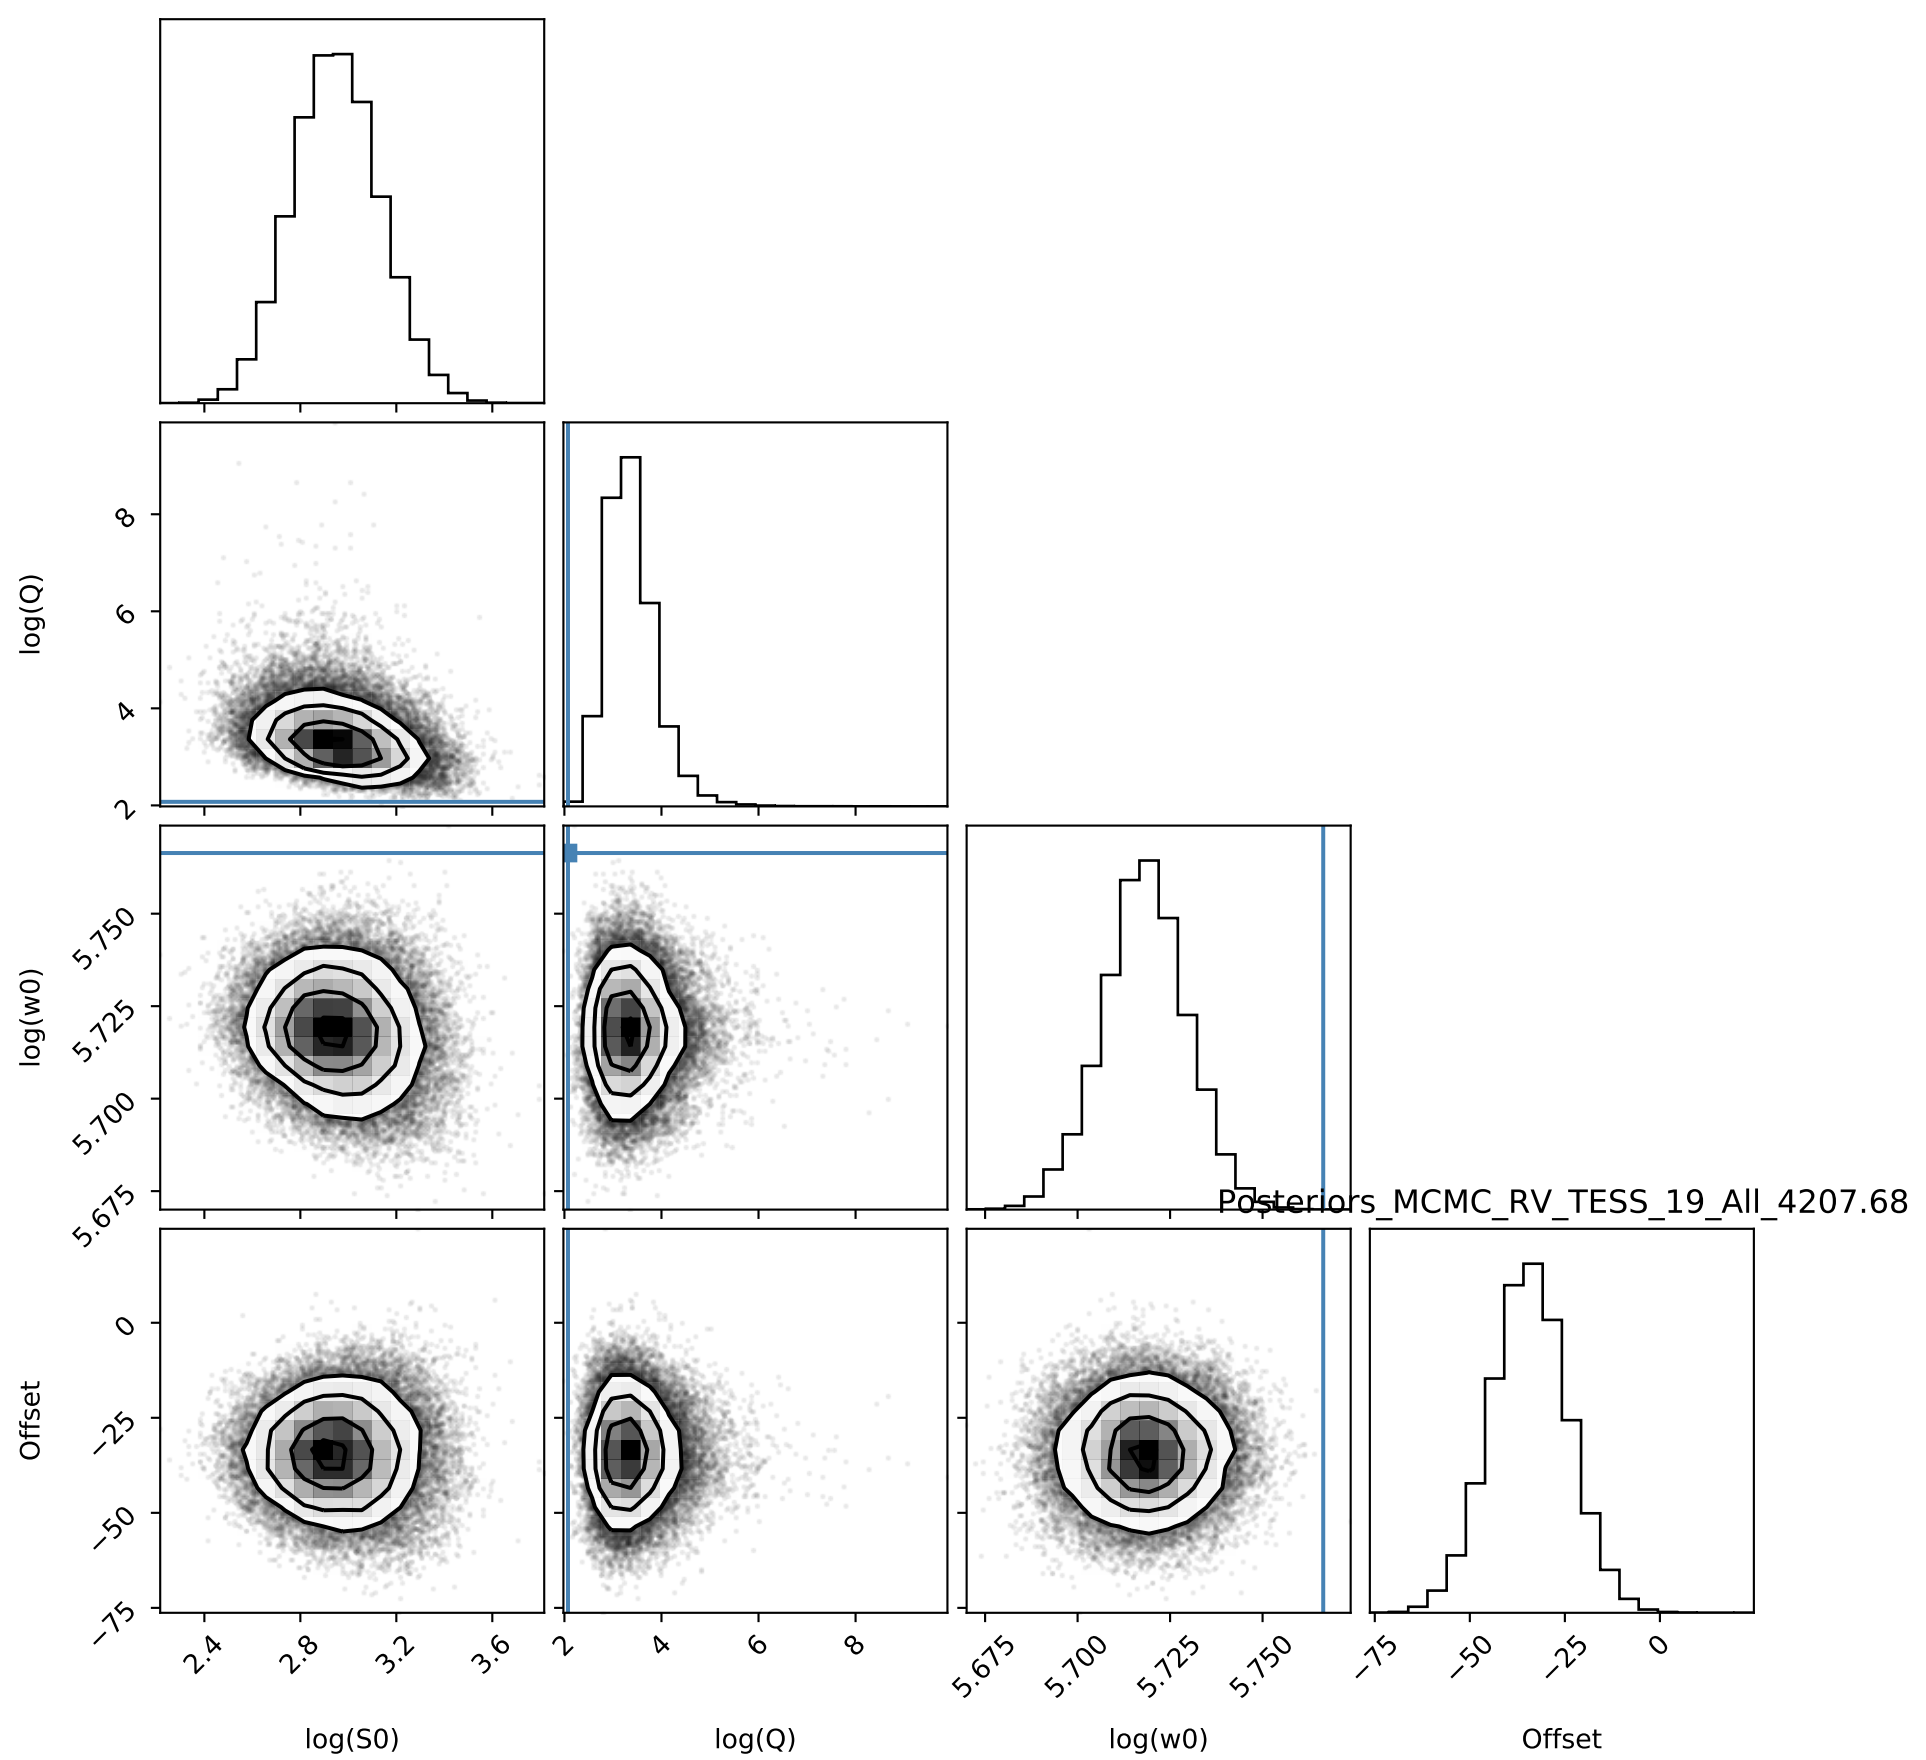 log(Q)
8
6
4
2
log(w0)
5.750
5.725
5.700
5.675
Posteriors_MCMC_RV_TESS_19_All_4207.68
Offset
0
−25
−50
−75
2.4 2.8 3.2 3.6
2 4 6 8
5.675 5.700 5.725 5.750
−75 −50 −25 0
log(S0) log(Q) log(w0) Offset